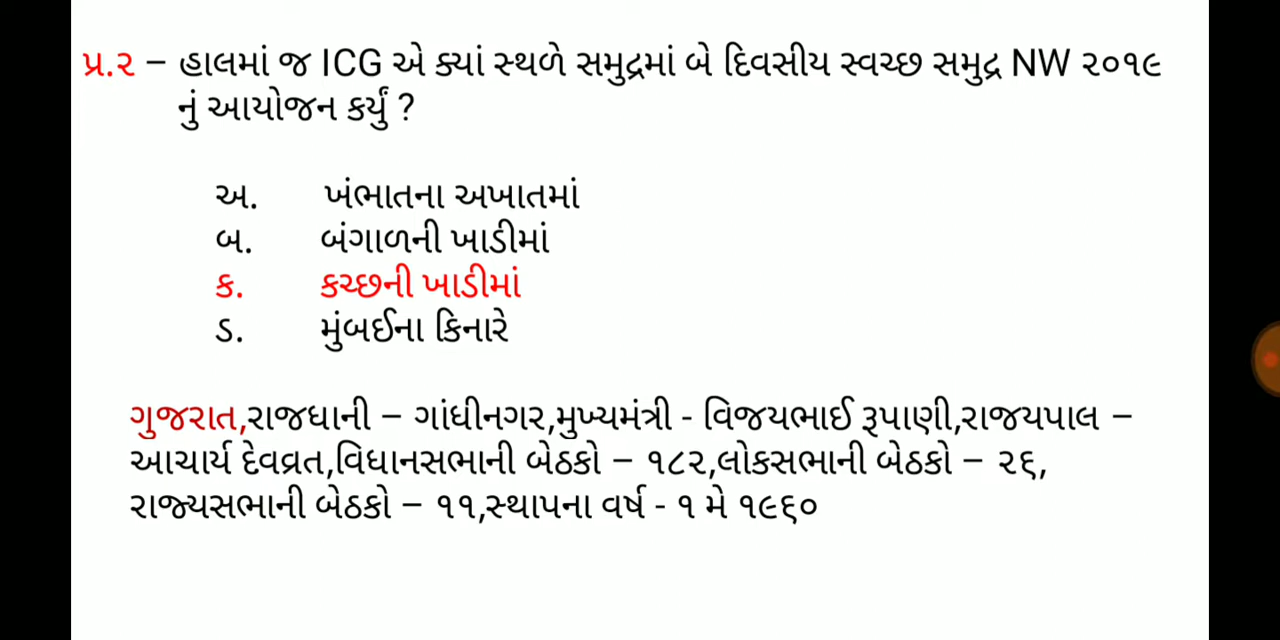 પ્ર.૨ – હાલમાં જ ICG એ ક્યાં સ્થળે સમુદ્રમાં બે દિવસીય સ્વચ્છ સમુદ્ર NW ૨૦૧૯
નું આયોજન કર્યું ?
અ. ખંભાતના અખાતમાં
બ. બંગાળની ખાડીમાં
ક. કચ્છની ખાડીમાં
ડ. મુંબઈના કિનારે
ગુજરાત,રાજધાની – ગાંધીનગર,મુખ્યમંત્રી - વિજયભાઈ રૂપાણી,રાજયપાલ –
આચાર્ય દેવવ્રત,વિધાનસભાની બેઠકો – ૧૮૨,લોકસભાની બેઠકો – ૨૬,
રાજ્યસભાની બેઠકો – ૧૧,સ્થાપના વર્ષ - ૧ મે ૧૯૬૦